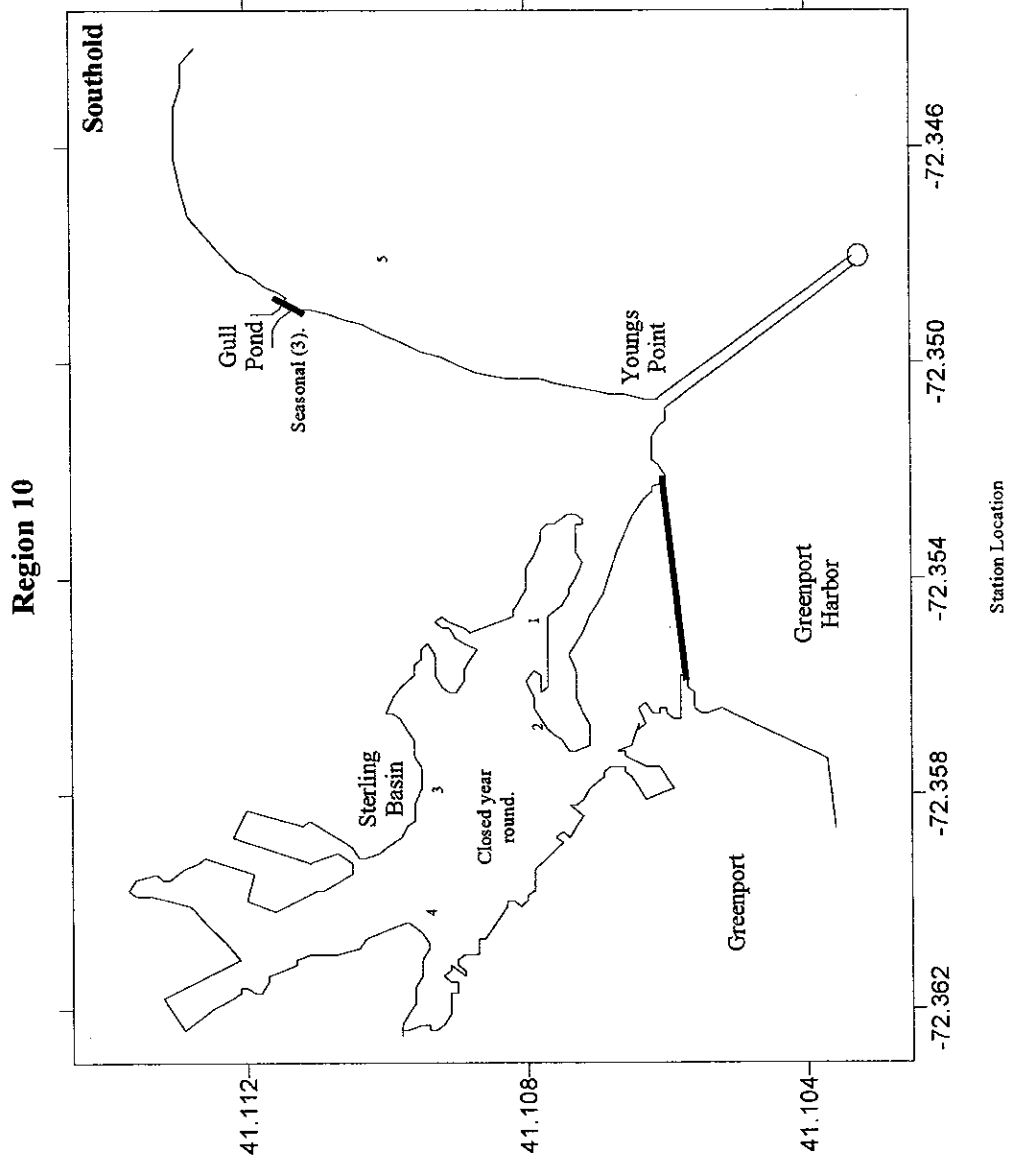 Region 10
Southold
Gull
Pond
Seasonal (3).
5
Youngs
Point
Sterling
Basin
3
4
Closed year
round.
1
2
Greenport
Greenport
Harbor
41.112
41.108
41.104
-72.362
-72.358
-72.354
-72.350
-72.346
Station Location